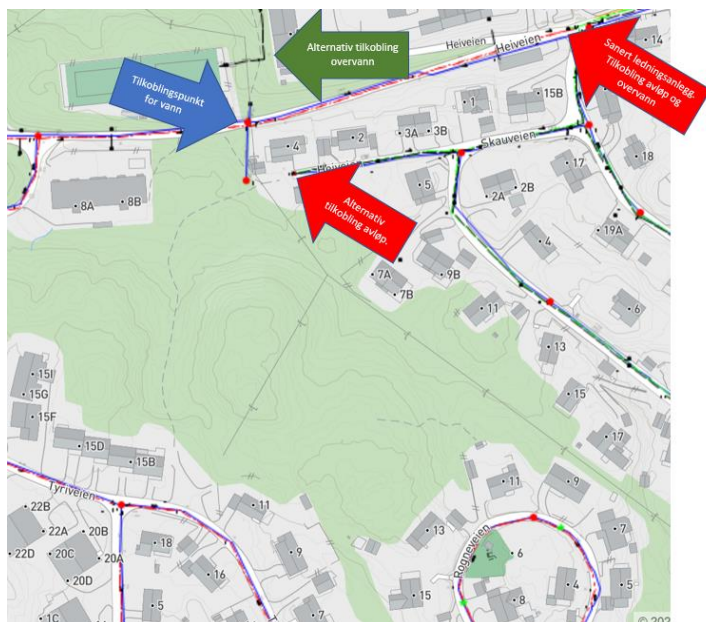 Alternativ tilkobling
overvann
Heiveien
Heiveien
14
Sanert ledningsanlegg-
Tilkobling avløp og
overvann
Tilkoblingspunkt
for vann
1
15B
2
3A
3B
4
Heiveien
Skauveien
18
17
5
2B
2A
8A
8B
Alternativ
tilkobling avløp.
19A
4
7A
9B
7B
6
11
13
15I
15G
15F
15
17
15D
15B
Tyriveien
11
9
22B
11
13
7
22A
20B
18
9
Rogneveien
6
22D
20C
20A
16
20D
4
5
15
8
5
7
1C
© 202